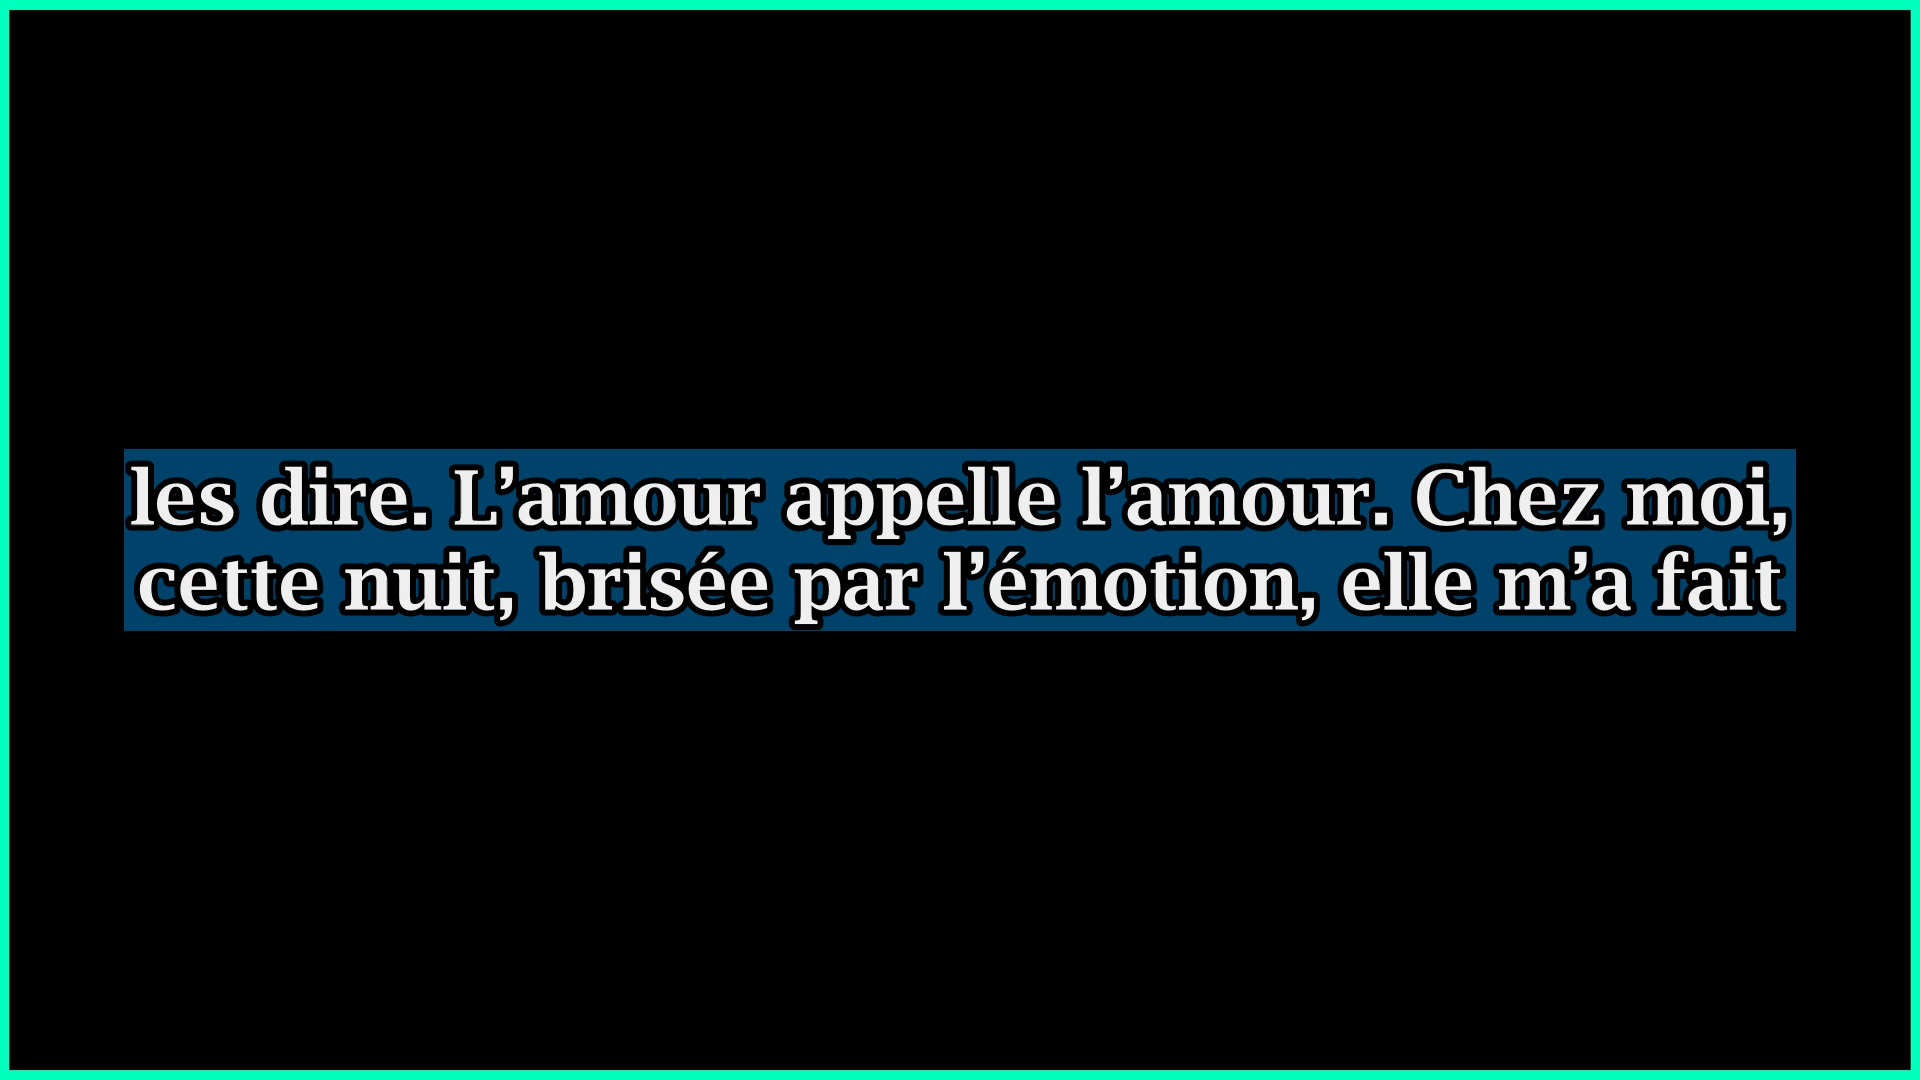 les dire. L’amour appelle l’amour. Chez moi,
cette nuit, brisée par l’émotion, elle m’a fait